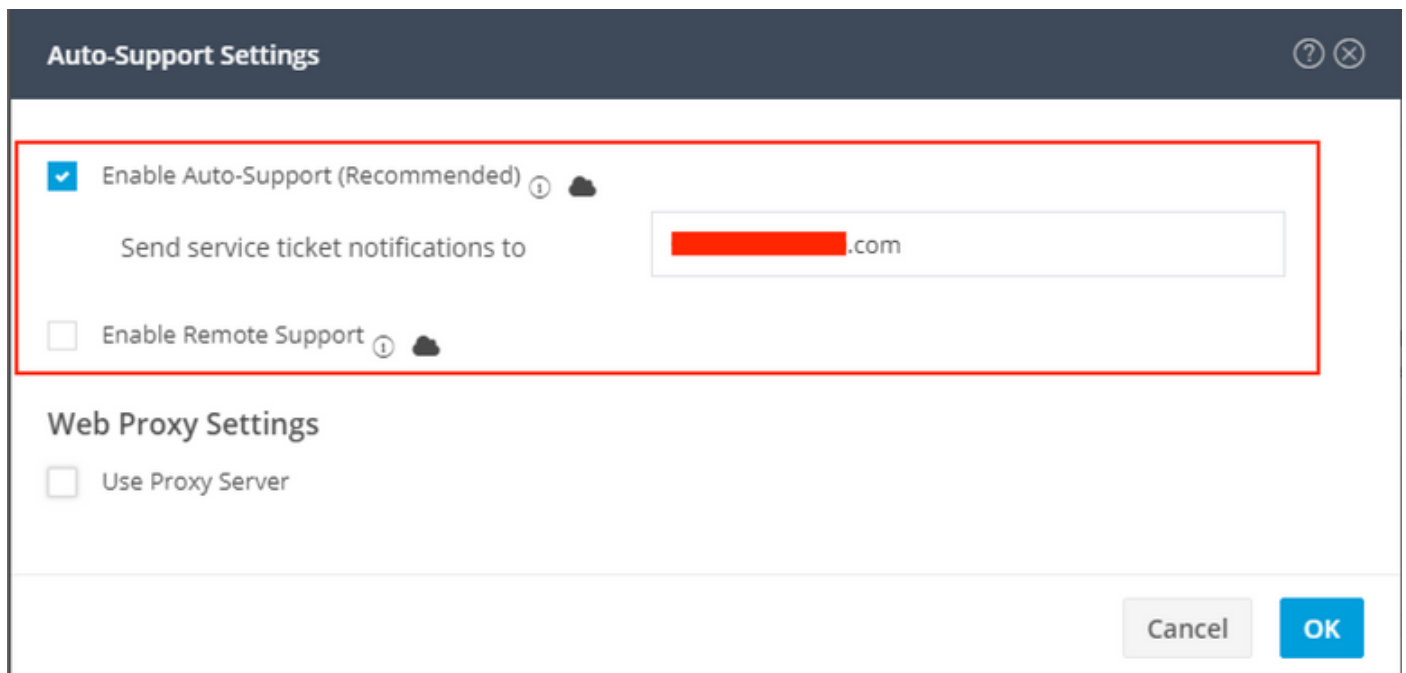 Auto-Support Settings
Enable Auto-Support (Recommended)
Send service ticket notifications to
.com
Enable Remote Support
Web Proxy Settings
Use Proxy Server
Cancel
OK